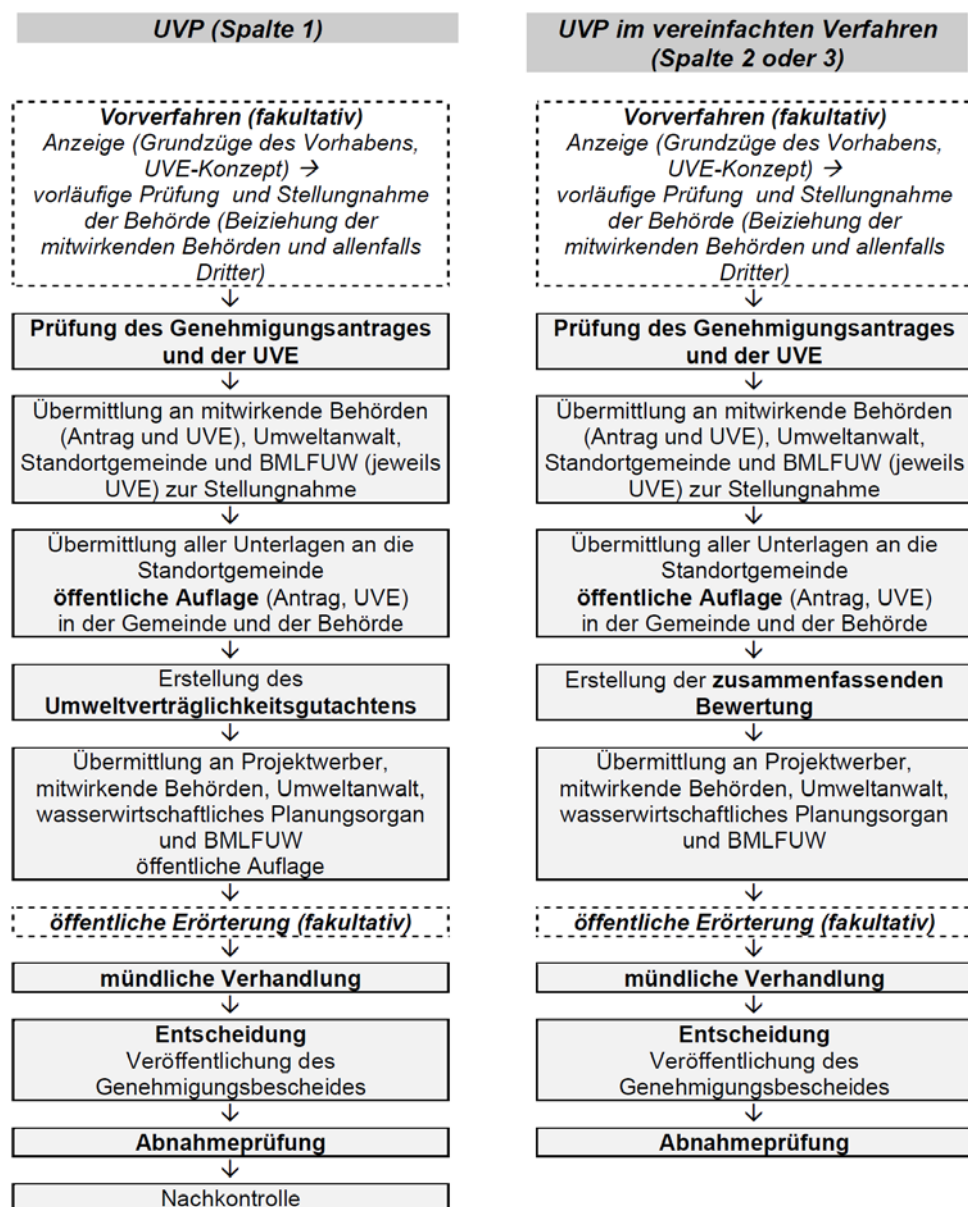 UVP (Spalte 1)
Vorverfahren (fakultativ)
Anzeige (Grundzüge des Vorhabens,
UVE-Konzept) →
vorläufige Prüfung und Stellungnahme
der Behörde (Beiziehung der
mitwirkenden Behörden und allenfalls
Dritter)
↓
Prüfung des Genehmigungsantrages
und der UVE
↓
Übermittlung an mitwirkende Behörden
(Antrag und UVE), Umweltanwalt,
Standortgemeinde und BMLFUW (jeweils
UVE) zur Stellungnahme
↓
Übermittlung aller Unterlagen an die
Standortgemeinde
öffentliche Auflage (Antrag, UVE)
in der Gemeinde und der Behörde
↓
Erstellung des
Umweltverträglichkeitsgutachtens
↓
Übermittlung an Projektwerber,
mitwirkende Behörden, Umweltanwalt,
wasserwirtschaftliches Planungsorgan
und BMLFUW
öffentliche Auflage
↓
öffentliche Erörterung (fakultativ)
↓
mündliche Verhandlung
↓
Entscheidung
Veröffentlichung des
Genehmigungsbescheides
↓
Abnahmeprüfung
↓
Nachkontrolle
UVP im vereinfachten Verfahren
(Spalte 2 oder 3)
Vorverfahren (fakultativ)
Anzeige (Grundzüge des Vorhabens,
UVE-Konzept) →
vorläufige Prüfung und Stellungnahme
der Behörde (Beiziehung der
mitwirkenden Behörden und allenfalls
Dritter)
↓
Prüfung des Genehmigungsantrages
und der UVE
↓
Übermittlung an mitwirkende Behörden
(Antrag und UVE), Umweltanwalt,
Standortgemeinde und BMLFUW (jeweils
UVE) zur Stellungnahme
↓
Übermittlung aller Unterlagen an die
Standortgemeinde
öffentliche Auflage (Antrag, UVE)
in der Gemeinde und der Behörde
↓
Erstellung der zusammenfassenden
Bewertung
↓
Übermittlung an Projektwerber,
mitwirkende Behörden, Umweltanwalt,
wasserwirtschaftliches Planungsorgan
und BMLFUW
↓
öffentliche Erörterung (fakultativ)
↓
mündliche Verhandlung
↓
Entscheidung
Veröffentlichung des
Genehmigungsbescheides
↓
Abnahmeprüfung